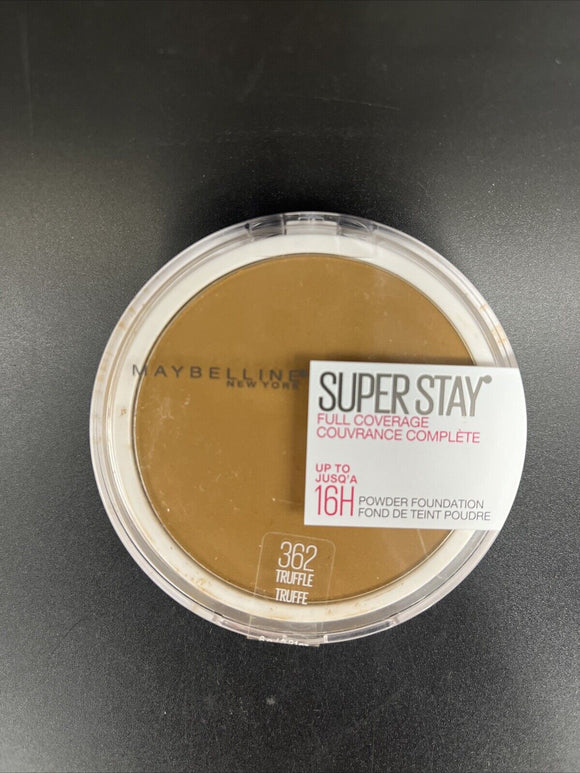 MAYBELLINE
NEW YORK
SUPER STAY®
FULL COVERAGE
COUVRANCE COMPLÈTE
UP TO
JUSQ'A
16H
POWDER FOUNDATION
FOND DE TEINT POUDRE
362
TRUFFLE
TRUFFE